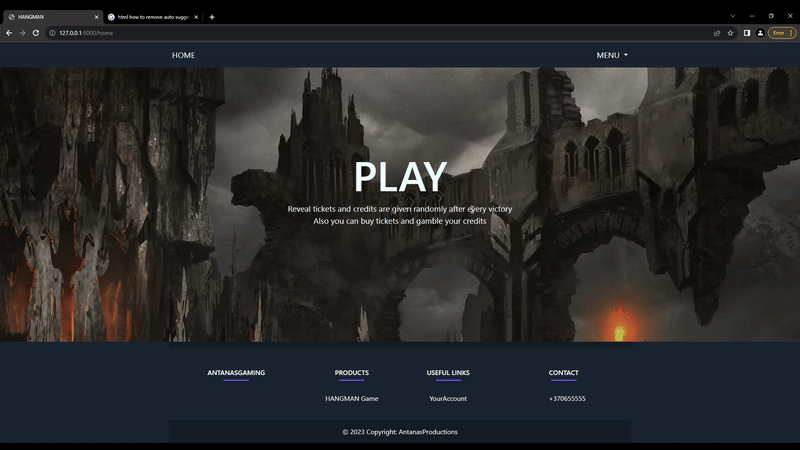 HANGMAN
html how to remove auto sugge
127.0.0.1:5000/home
Error
HOME
MENU
PLAY
Reveal tickets and credits are given randomly after every victory
Also you can buy tickets and gamble your credits
ANTANASGAMING
PRODUCTS
USEFUL LINKS
CONTACT
HANGMAN Game
YourAccount
+370655555
© 2023 Copyright: AntanasProductions